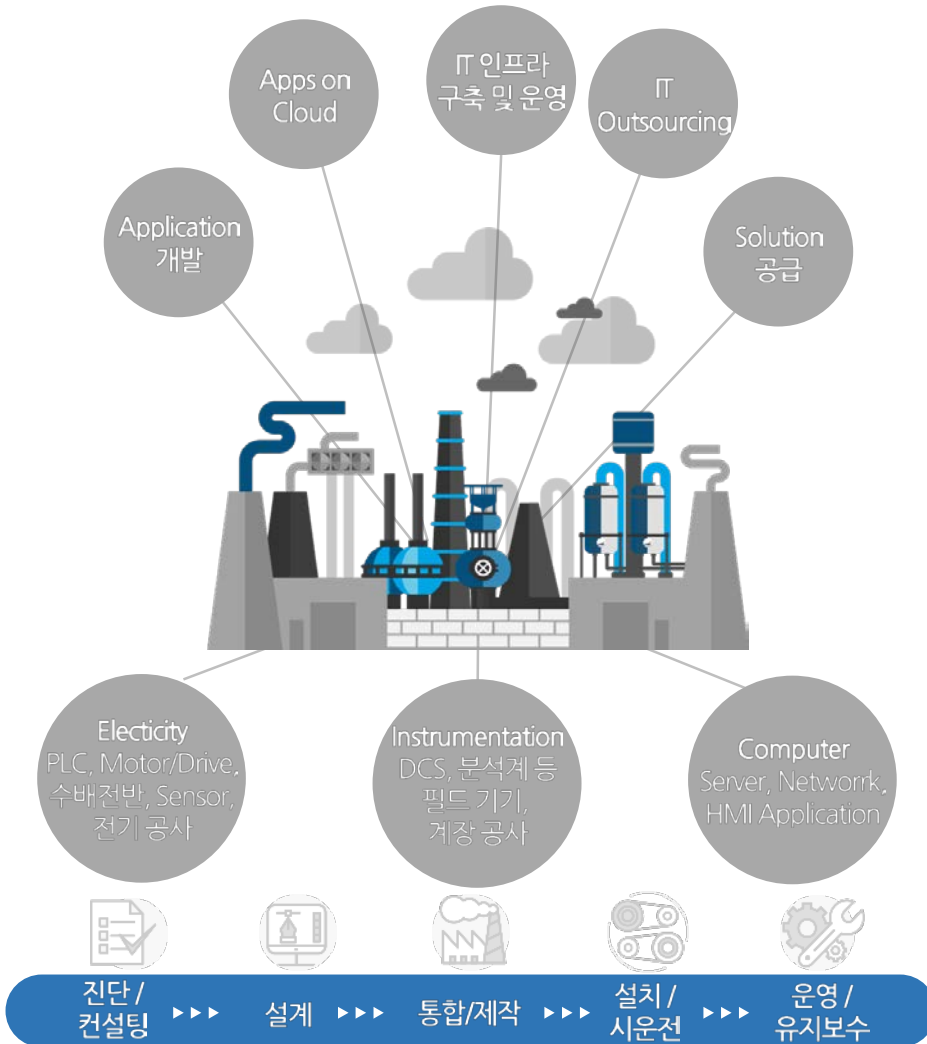 Apps on
Cloud
IT 인프라
구축 및 운영
IT
Outsourcing
Application
개발
Solution
공급
Electicity
PLC, Motor/Drive,
수배전반, Sensor,
전기 공사
Instrumentation
DCS, 분석계 등
필드 기기,
계장 공사
Computer
Server, Networrk,
HMI Application
진단 /
컨설팅
설계
통합/제작
설치 /
시운전
운영 /
유지보수